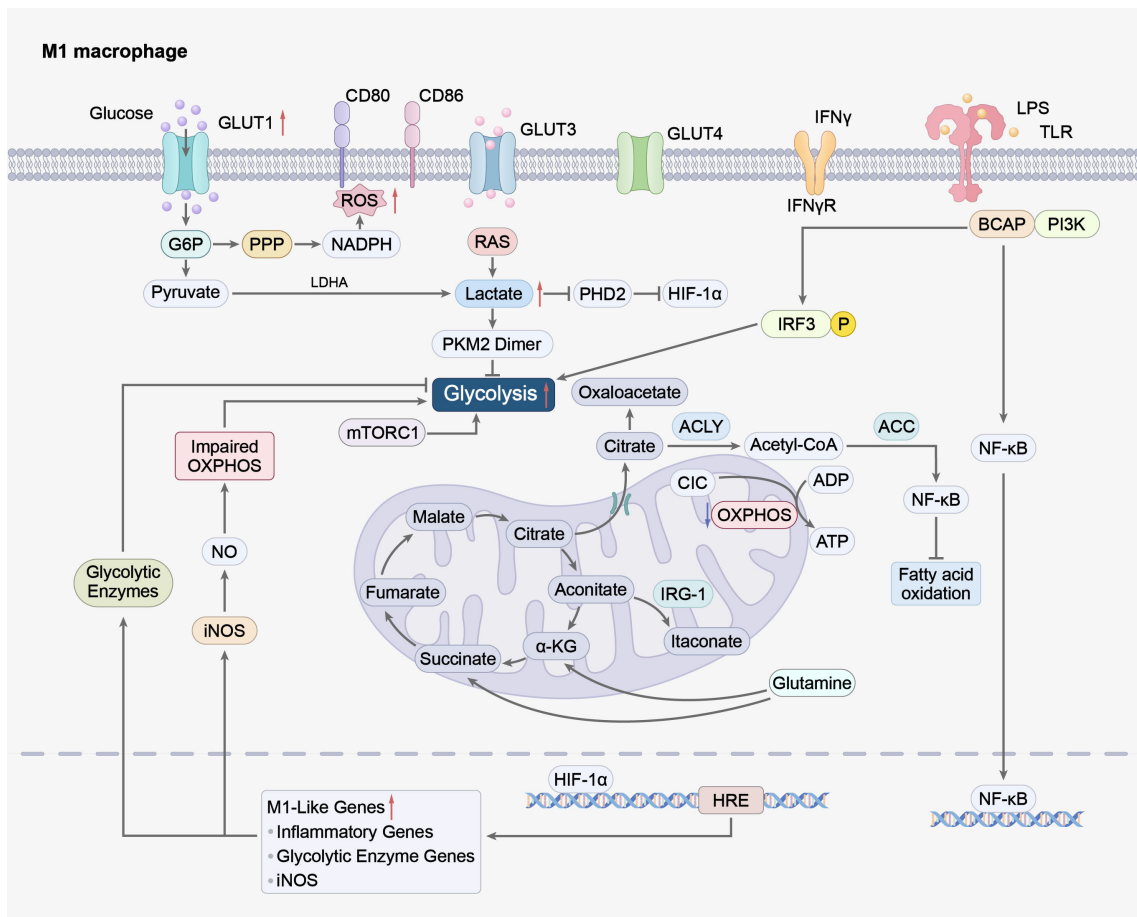 M1 macrophage
Glucose
GLUT1
CD80
CD86
GLUT3
GLUT4
IFNγ
IFNγR
LPS
TLR
ROS
BCAP
PI3K
G6P
PPP
NADPH
RAS
Pyruvate
LDHA
Lactate
PHD2
HIF-1α
IRF3
P
PKM2 Dimer
Glycolysis
Oxaloacetate
mTORC1
Impaired
OXPHOS
Citrate
ACLY
Acetyl-CoA
ACC
NF-κB
CIC
ADP
NF-κB
OXPHOS
ATP
Malate
Citrate
NO
Glycolytic
Enzymes
Fumarate
Aconitate
IRG-1
Fatty acid
oxidation
iNOS
Succinate
α-KG
Itaconate
Glutamine
HIF-1α
HRE
NF-κB
M1-Like Genes
• Inflammatory Genes
• Glycolytic Enzyme Genes
• iNOS